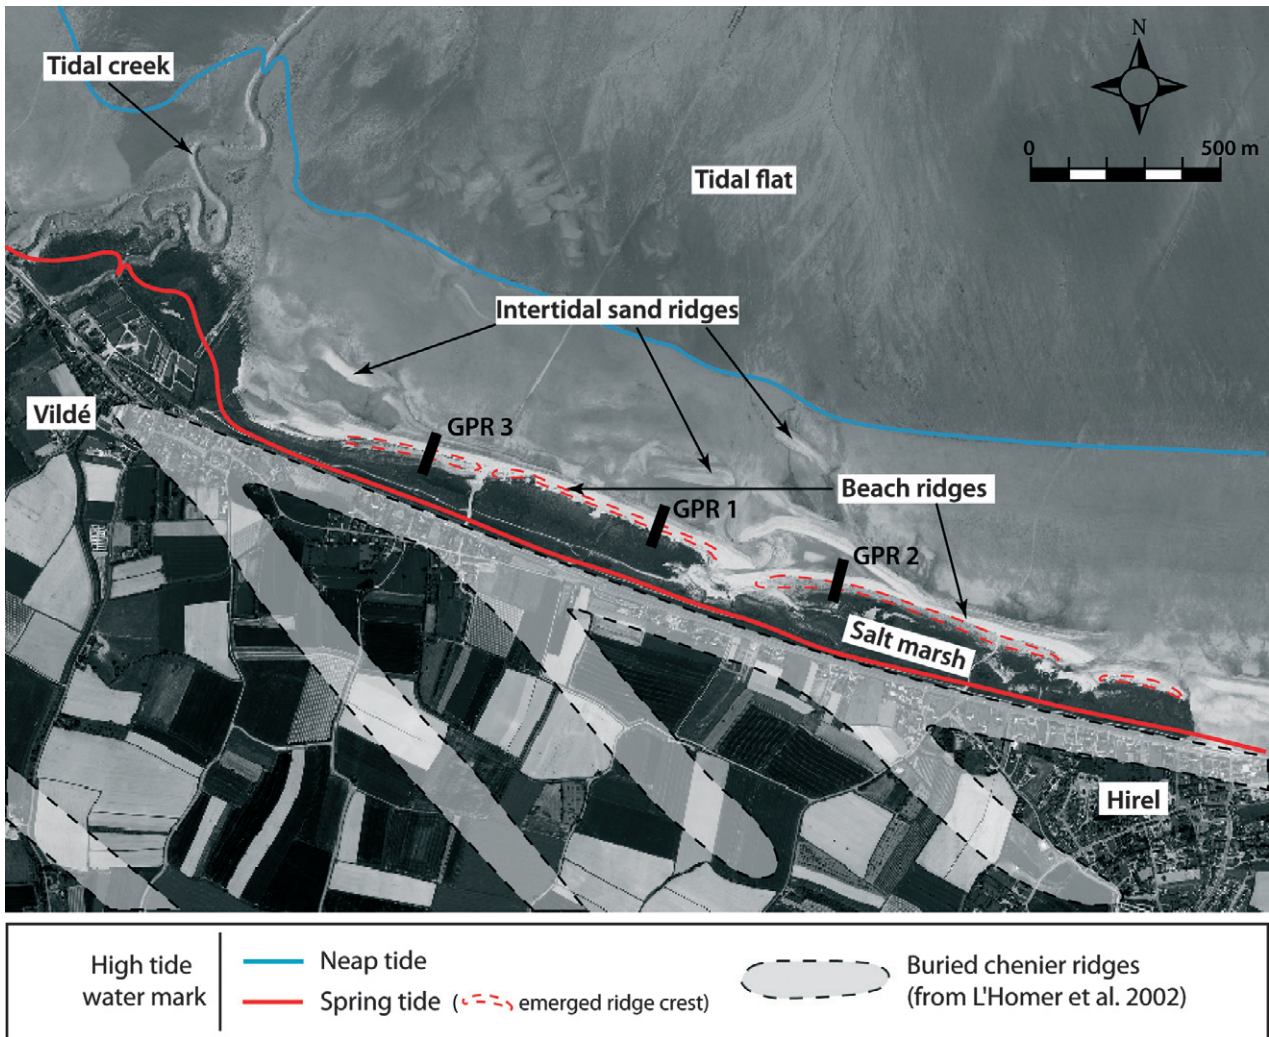 N
Tidal creek
0 500 m
Tidal flat
Intertidal sand ridges
Vildé
GPR 3
Beach ridges
GPR 1
GPR 2
Salt marsh
Hirel
High tide
water mark
Neap tide
Spring tide ( emerged ridge crest)
Buried chenier ridges
(from L'Homer et al. 2002)